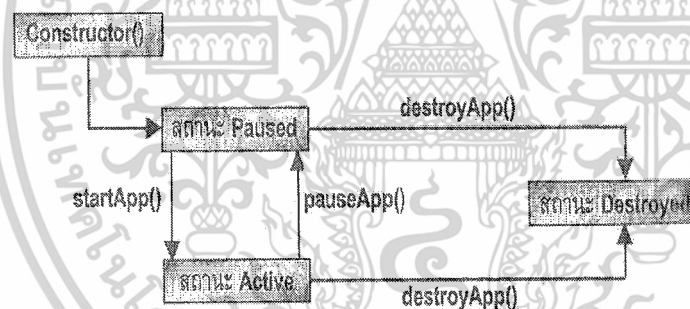 Constructor()
สถานะ Paused
destroyApp()
startApp()
pauseApp()
สถานะ Destroyed
สถานะ Active
destroyApp()